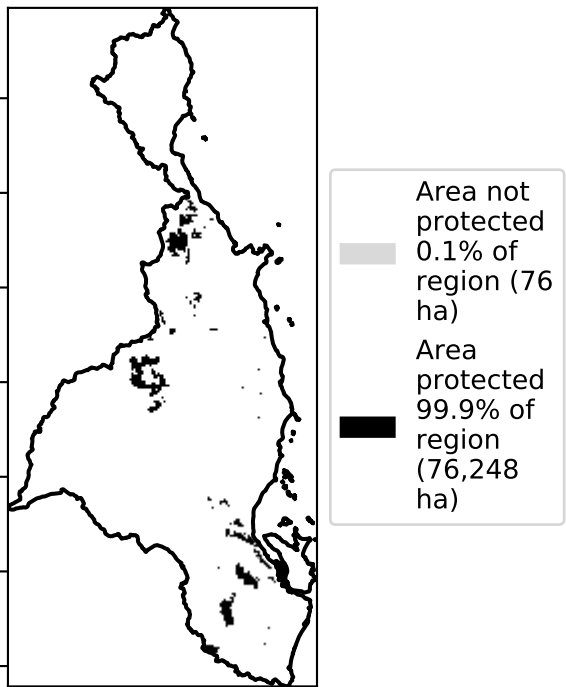 Area not
protected
0.1% of
region (76
ha)
Area
protected
99.9% of
region
(76,248
ha)